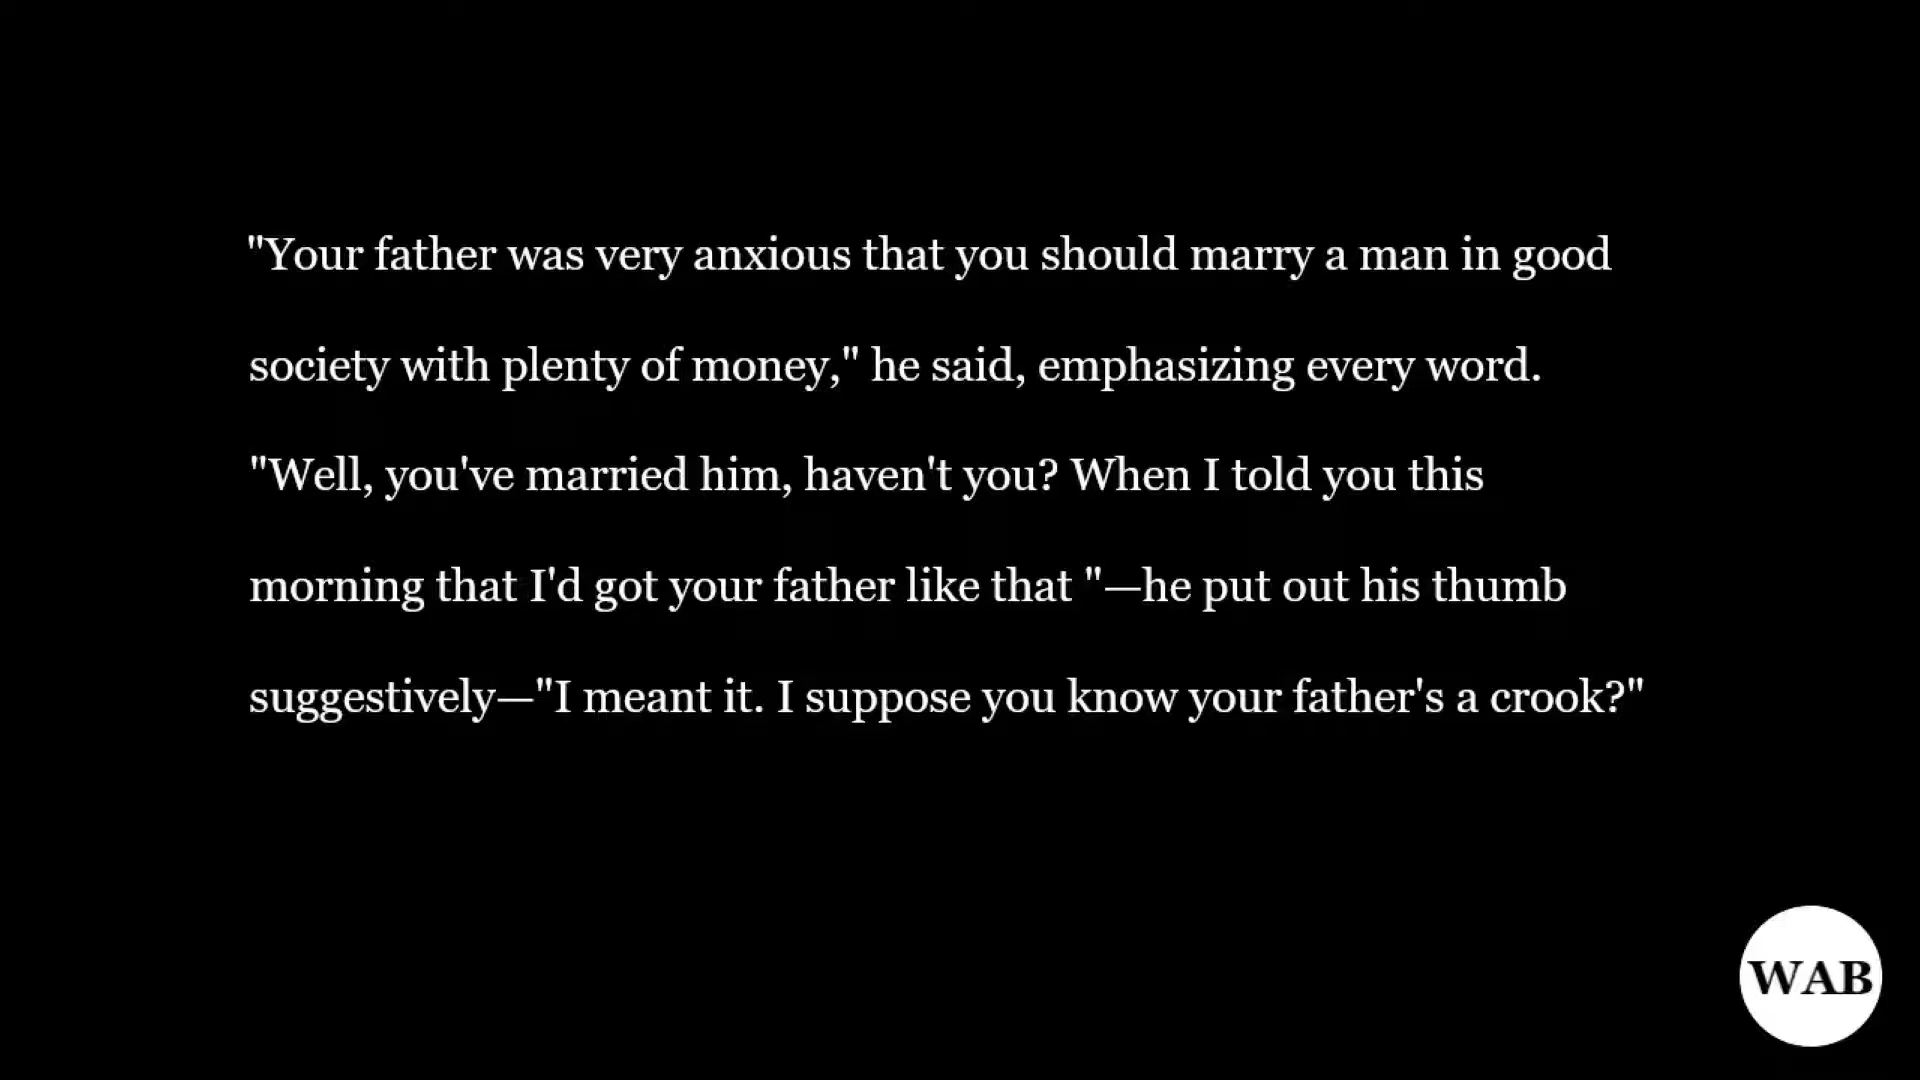 "Your father was very anxious that you should marry a man in good
society with plenty of money," he said, emphasizing every word.
"Well, you've married him, haven't you? When I told you this
morning that I'd got your father like that "—he put out his thumb
suggestively—"I meant it. I suppose you know your father's a crook?"
WAB